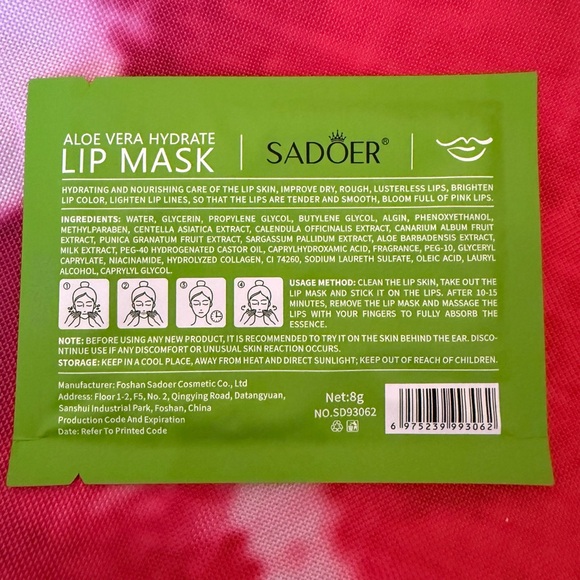 ALOE VERA HYDRATE
LIP MASK
SADOER®
HYDRATING AND NOURISHING CARE OF THE LIP SKIN, IMPROVE DRY, ROUGH, LUSTERLESS LIPS, BRIGHTEN
LIP COLOR, LIGHTEN LIP LINES, SO THAT THE LIPS ARE TENDER AND SMOOTH, BLOOM FULL OF PINK LIPS.
INGREDIENTS: WATER, GLYCERIN, PROPYLENE GLYCOL, BUTYLENE GLYCOL, ALGIN, PHENOXYETHANOL,
METHYLPARABEN, CENTELLA ASIATICA EXTRACT, CALENDULA OFFICINALIS EXTRACT, CANARIUM ALBUM FRUIT
EXTRACT, PUNICA GRANATUM FRUIT EXTRACT, SARGASSUM PALLIDUM EXTRACT, ALOE BARBADENSIS EXTRACT,
MILK EXTRACT, PEG-40 HYDROGENATED CASTOR OIL, CAPRYLHYDROXAMIC ACID, FRAGRANCE, PEG-10, GLYCERYL
CAPRYLATE, NIACINAMIDE, HYDROLYZED COLLAGEN, CI 74260, SODIUM LAURETH SULFATE, OLEIC ACID, LAURYL
ALCOHOL, CAPRYLYL GLYCOL.
1 2 3 4
USAGE METHOD: CLEAN THE LIP SKIN, TAKE OUT THE
LIP MASK AND STICK IT ON THE LIPS. AFTER 10-15
MINUTES, REMOVE THE LIP MASK AND MASSAGE THE
LIPS WITH YOUR FINGERS TO FULLY ABSORB THE
ESSENCE.
NOTE: BEFORE USING ANY NEW PRODUCT, IT IS RECOMMENDED TO TRY IT ON THE SKIN BEHIND THE EAR. DISCO-
NTINUE USE IF ANY DISCOMFORT OR UNUSUAL SKIN REACTION OCCURS.
STORAGE: KEEP IN A COOL PLACE, AWAY FROM HEAT AND DIRECT SUNLIGHT; KEEP OUT OF REACH OF CHILDREN.
Manufacturer: Foshan Sadoer Cosmetic Co., Ltd
Address: Floor 1-2, F5, No. 2, Qingying Road, Datangyuan,
Sanshui Industrial Park, Foshan, China
Production Code And Expiration
Date: Refer To Printed Code
Net:8g
NO.SD93062
6 975239 993062